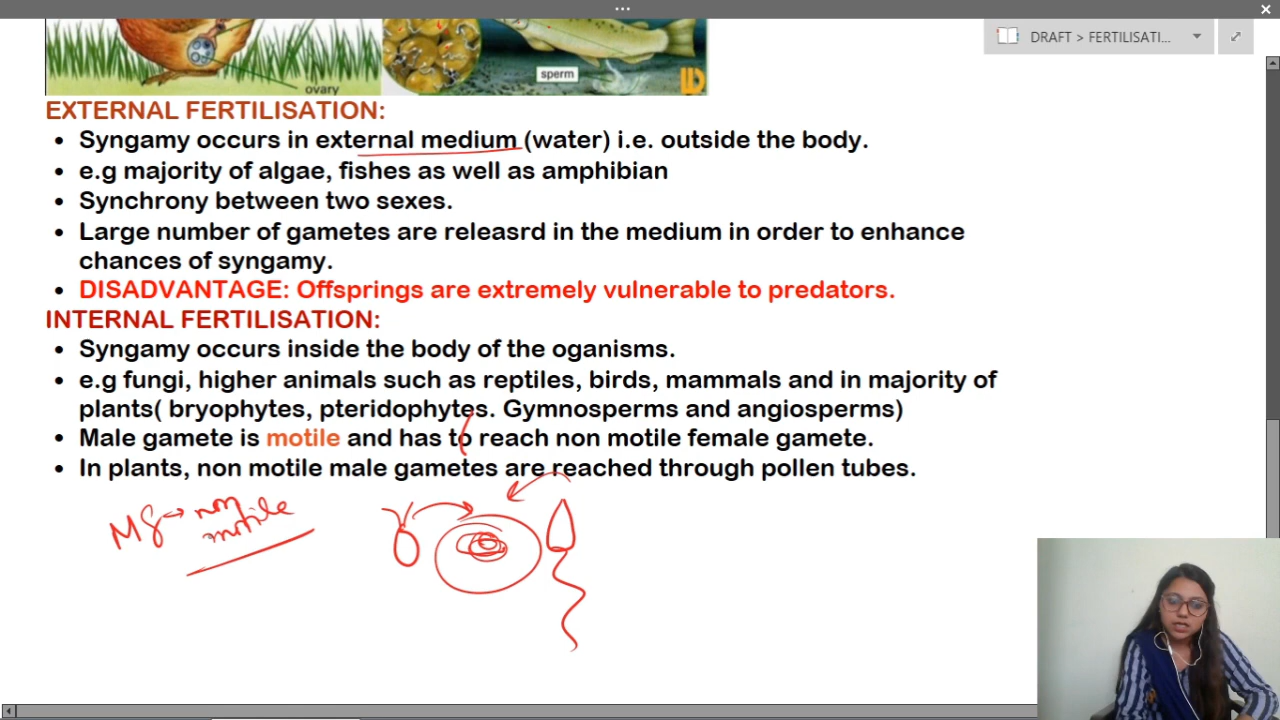 DRAFT > FERTILISATI...
sperm
ovary
EXTERNAL FERTILISATION:
• Syngamy occurs in external medium (water) i.e. outside the body.
• e.g majority of algae, fishes as well as amphibian
• Synchrony between two sexes.
• Large number of gametes are releasrd in the medium in order to enhance
chances of syngamy.
• DISADVANTAGE: Offsprings are extremely vulnerable to predators.
INTERNAL FERTILISATION:
• Syngamy occurs inside the body of the oganisms.
• e.g fungi, higher animals such as reptiles, birds, mammals and in majority of
plants( bryophytes, pteridophytes. Gymnosperms and angiosperms)
• Male gamete is motile and has to reach non motile female gamete.
• In plants, non motile male gametes are reached through pollen tubes.
Mg → non
motile